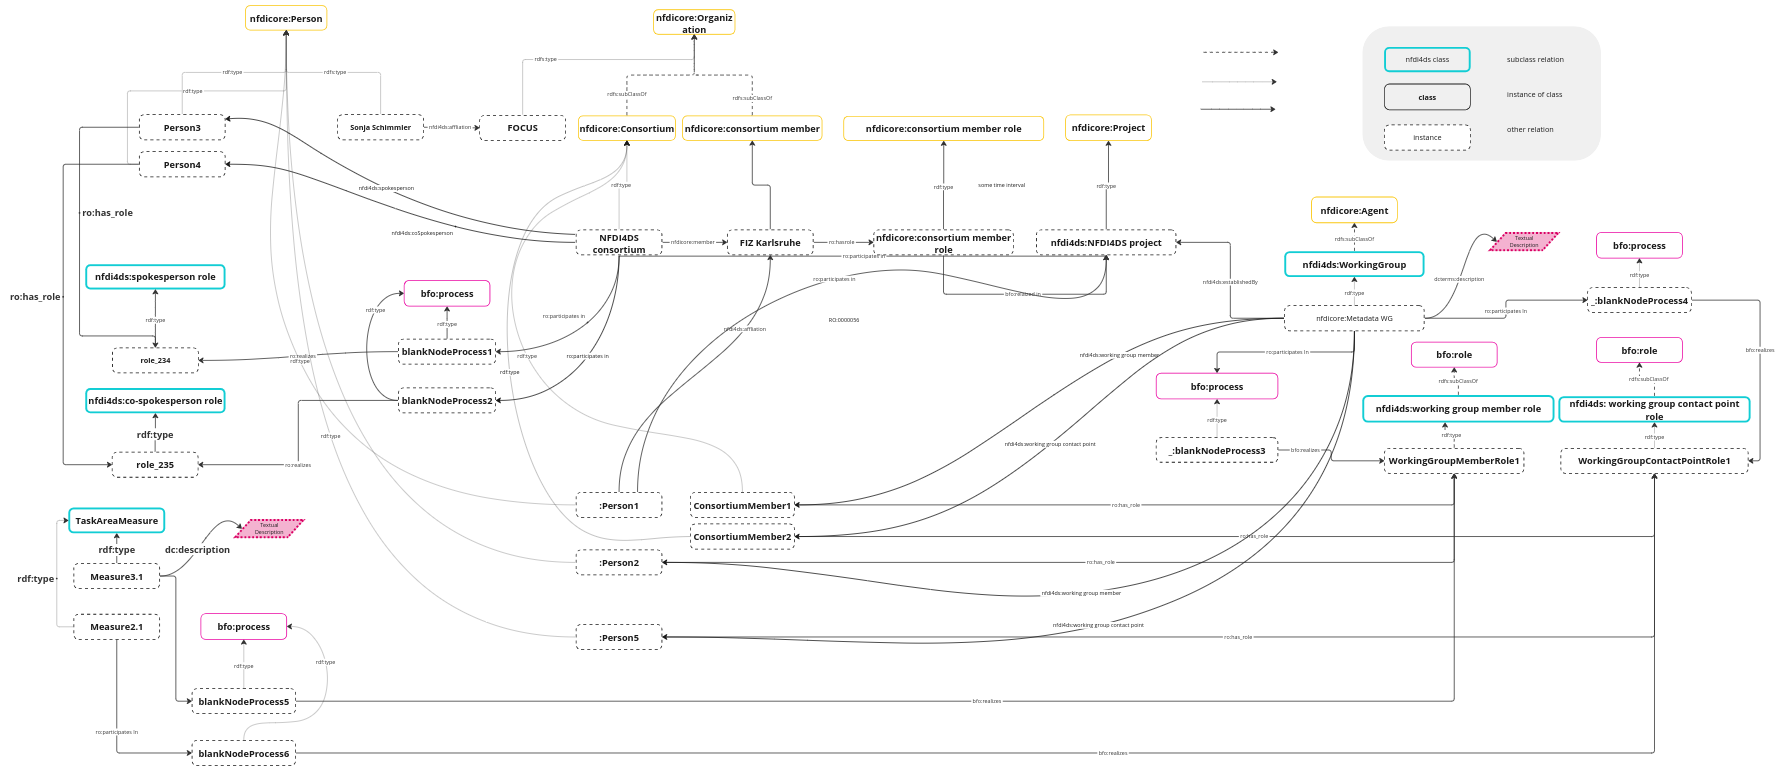 nfdicore:Person
nfdicore:Organiz
ation
nfdi4ds class
subclass relation
class
instance of class
instance
other relation
rdfs:type
rdf:type
rdfs:type
rdf:type
rdfs:subClassOf
rdfs:subClassOf
Person3
Sonja Schimmler
nfdi4ds:affliation
FOCUS
nfdicore:Consortium
nfdicore:consortium member
nfdicore:consortium member role
nfdicore:Project
Person4
nfdi4ds:spokesperson
rdf:type
rdf:type
some time interval
rdf:type
ro:has_role
nfdi4ds:coSpokesperson
nfdicore:Agent
rdfs:subClassOf
NFDI4DS
consortium
nfdicore:member
FIZ Karlsruhe
ro:hasrole
nfdicore:consortium member
role
nfdi4ds:NFDI4DS project
Textual
Description
bfo:process
ro:participates in
nfdi4ds:WorkingGroup
nfdi4ds:spokesperson role
ro:participates in
nfdi4ds:establishedBy
dcterms:description
rdf:type
rdf:type
ro:has_role
bfo:process
bfo:realized in
_:blankNodeProcess4
rdf:type
ro:participates in
RO:0000056
nfdicore:Metadata WG
ro:participates in
rdf:type
rdf:type
nfdi4ds:affliation
role_234
ro:realizes
rdf:type
blankNodeProcess1
ro:participates in
rdf:type
rdf:type
nfdi4ds:working group member
ro:participates in
bfo:role
bfo:role
bfo:realizes
nfdi4ds:co-spokesperson role
blankNodeProcess2
bfo:process
rdfs:subClassOf
rdfs:subClassOf
nfdi4ds:working group member role
nfdi4ds: working group contact point
role
rdf:type
rdf:type
rdf:type
rdf:type
rdf:type
nfdi4ds:working group contact point
role_235
ro:realizes
_:blankNodeProcess3
bfo:realizes
WorkingGroupMemberRole1
WorkingGroupContactPointRole1
:Person1
ConsortiumMember1
ro:has_role
TaskAreaMeasure
Textual
Description
ConsortiumMember2
ro:has_role
rdf:type
dc:description
:Person2
ro:has_role
rdf:type
Measure3.1
nfdi4ds:working group member
Measure2.1
bfo:process
nfdi4ds:working group contact point
:Person5
ro:has_role
rdf:type
rdf:type
blankNodeProcess5
bfo:realizes
ro:participates in
blankNodeProcess6
bfo:realizes